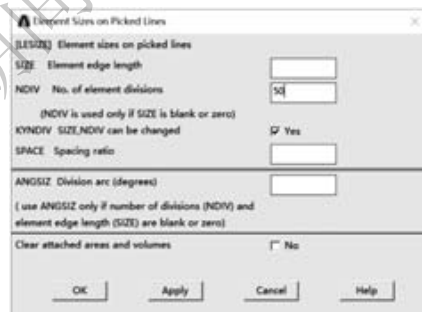 Element Sizes on Picked Lines
[LESIZE] Element sizes on picked lines
SIZE Element edge length
NDIV No. of element divisions
50
(NDIV is used only if SIZE is blank or zero)
KYNDIV SIZE,NDIV can be changed
Yes
SPACE Spacing ratio
ANGSIZ Division arc (degrees)
( use ANGSIZ only if number of divisions (NDIV) and
element edge length (SIZE) are blank or zero)
Clear attached areas and volumes
No
OK
Apply
Cancel
Help